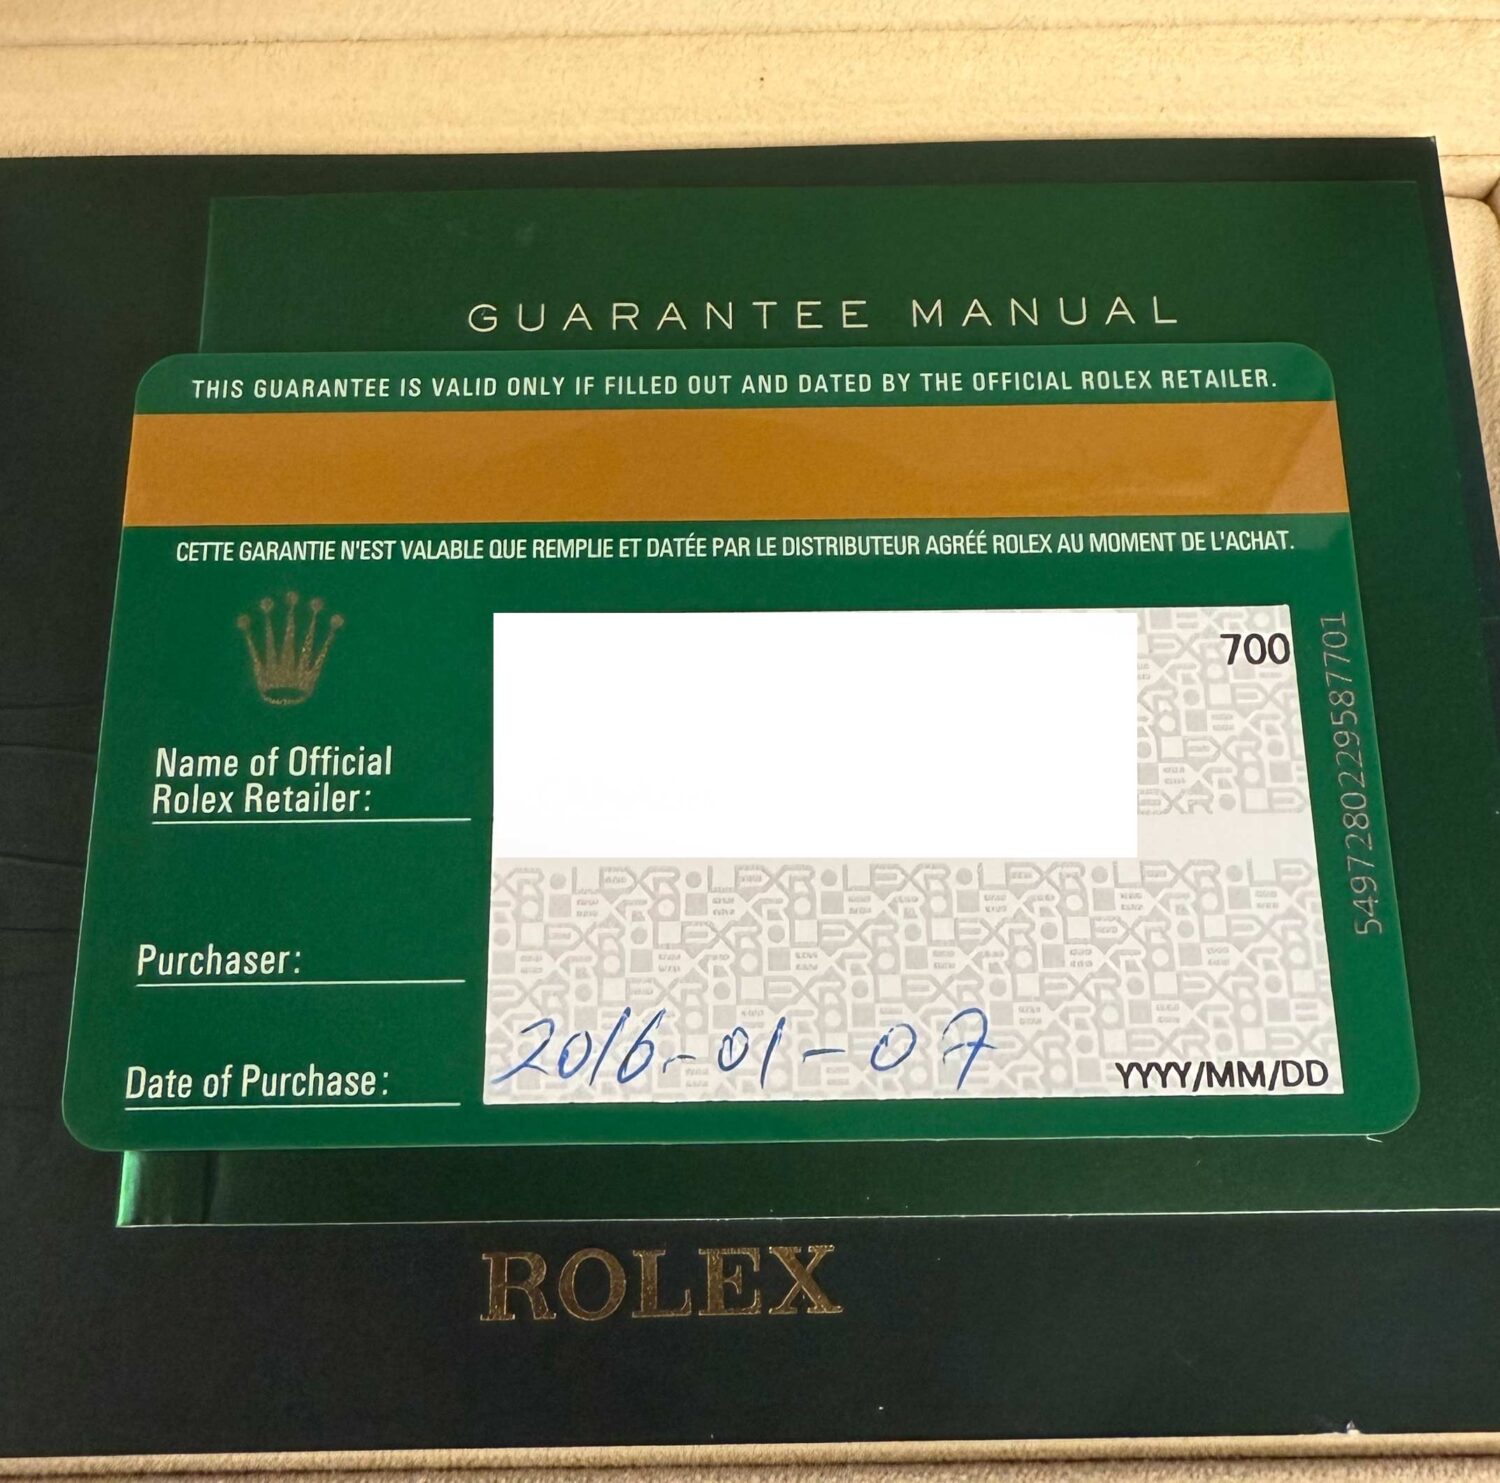 GUARANTEE MANUAL
THIS GUARANTEE IS VALID ONLY IF FILLED OUT AND DATED BY THE OFFICIAL ROLEX RETAILER.
CETTE GARANTIE N'EST VALABLE QUE REMPLIE ET DATÉE PAR LE DISTRIBUTEUR AGRÉÉ ROLEX AU MOMENT DE L'ACHAT.
700
5497280229587701
Name of Official
Rolex Retailer:
Purchaser:
Date of Purchase:
2016-01-07
YYYY/MM/DD
ROLEX